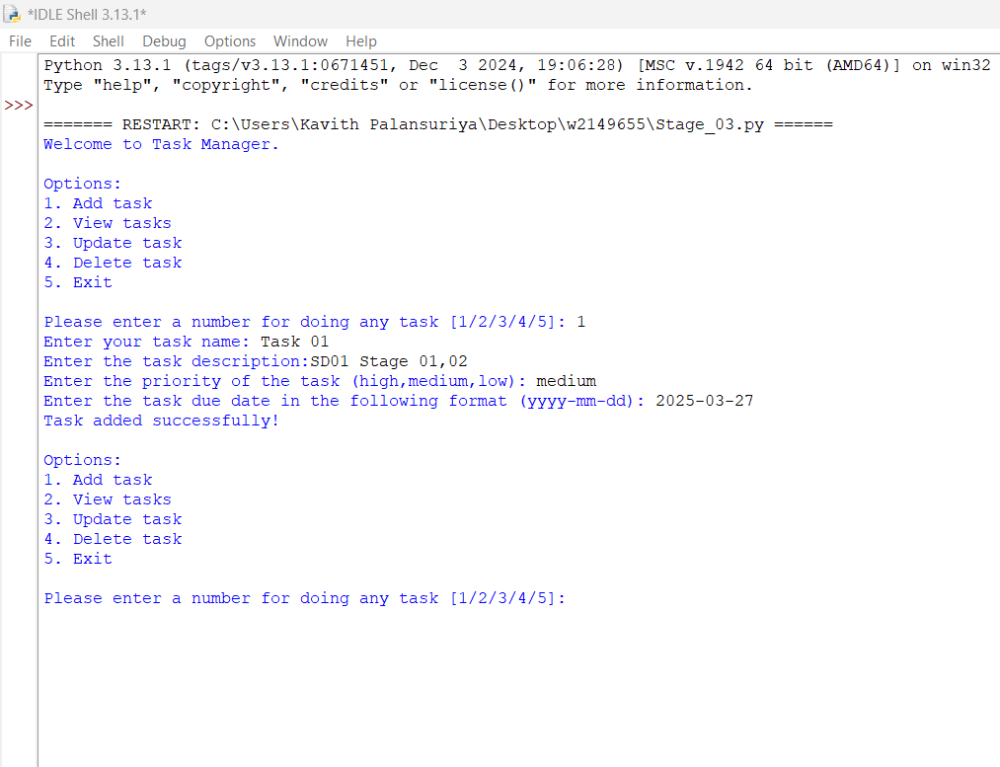 *IDLE Shell 3.13.1*
File Edit Shell Debug Options Window Help
Python 3.13.1 (tags/v3.13.1:0671451, Dec  3 2024, 19:06:28) [MSC v.1942 64 bit (AMD64)] on win32
Type "help", "copyright", "credits" or "license()" for more information.
>>>
======= RESTART: C:\Users\Kavith Palansuriya\Desktop\w2149655\Stage_03.py ======
Welcome to Task Manager.
Options:
1. Add task
2. View tasks
3. Update task
4. Delete task
5. Exit
Please enter a number for doing any task [1/2/3/4/5]: 1
Enter your task name: Task 01
Enter the task description:SD01 Stage 01,02
Enter the priority of the task (high,medium,low): medium
Enter the task due date in the following format (yyyy-mm-dd): 2025-03-27
Task added successfully!
Options:
1. Add task
2. View tasks
3. Update task
4. Delete task
5. Exit
Please enter a number for doing any task [1/2/3/4/5]: